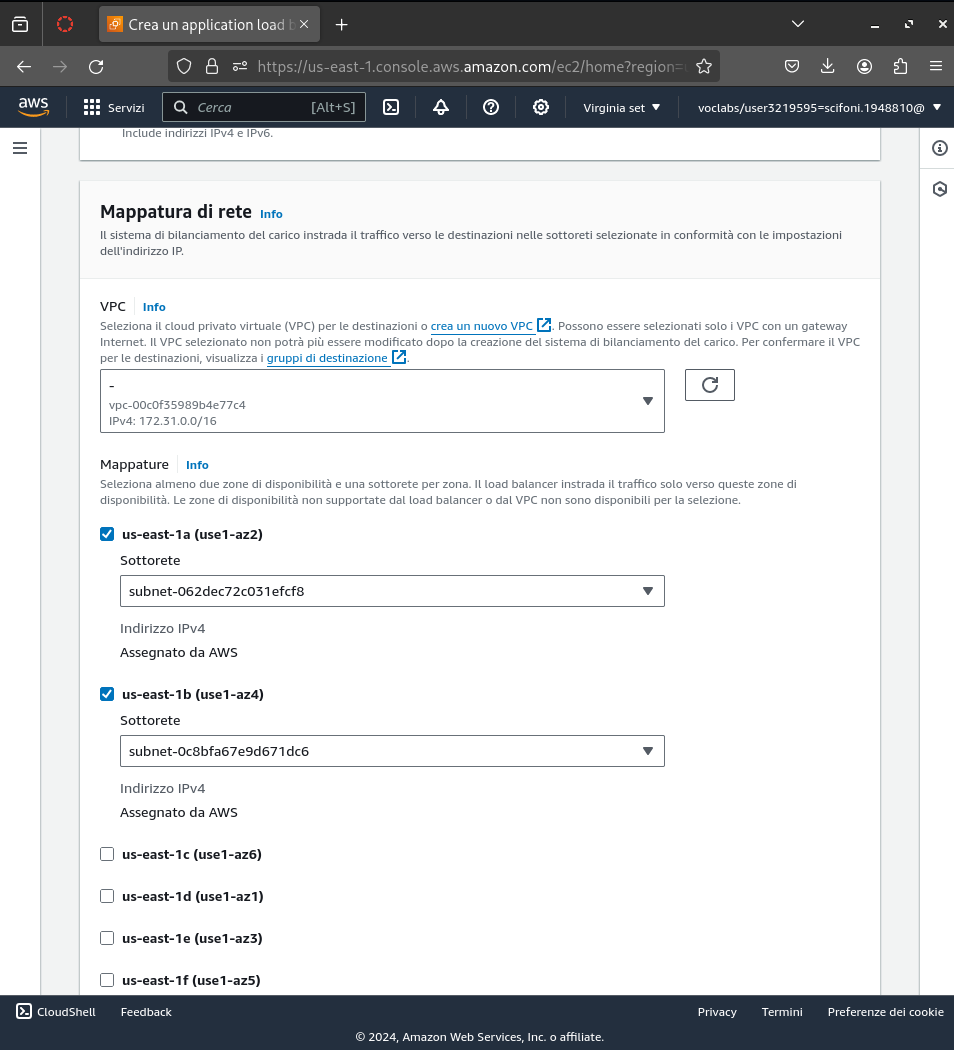 Crea un application load b
https://us-east-1.console.aws.amazon.com/ec2/home?region=
aws
Servizi
Cerca
[Alt+S]
Virginia set
voclabs/user3219595=scifoni.1948810@
Include indirizzi IPv4 e IPv6.
Mappatura di rete Info
Il sistema di bilanciamento del carico instrada il traffico verso le destinazioni nelle sottoreti selezionate in conformità con le impostazioni
dell'indirizzo IP.
VPC Info
Seleziona il cloud privato virtuale (VPC) per le destinazioni o crea un nuovo VPC. Possono essere selezionati solo i VPC con un gateway
Internet. Il VPC selezionato non potrà più essere modificato dopo la creazione del sistema di bilanciamento del carico. Per confermare il VPC
per le destinazioni, visualizza i gruppi di destinazione.
-
vpc-00c0f35989b4e77c4
IPv4: 172.31.0.0/16
Mappature Info
Seleziona almeno due zone di disponibilità e una sottorete per zona. Il load balancer instrada il traffico solo verso queste zone di
disponibilità. Le zone di disponibilità non supportate dal load balancer o dal VPC non sono disponibili per la selezione.
us-east-1a (use1-az2)
Sottorete
subnet-062dec72c031efcf8
Indirizzo IPv4
Assegnato da AWS
us-east-1b (use1-az4)
Sottorete
subnet-0c8bfa67e9d671dc6
Indirizzo IPv4
Assegnato da AWS
us-east-1c (use1-az6)
us-east-1d (use1-az1)
us-east-1e (use1-az3)
us-east-1f (use1-az5)
CloudShell
Feedback
Privacy
Termini
Preferenze dei cookie
© 2024, Amazon Web Services, Inc. o affiliate.